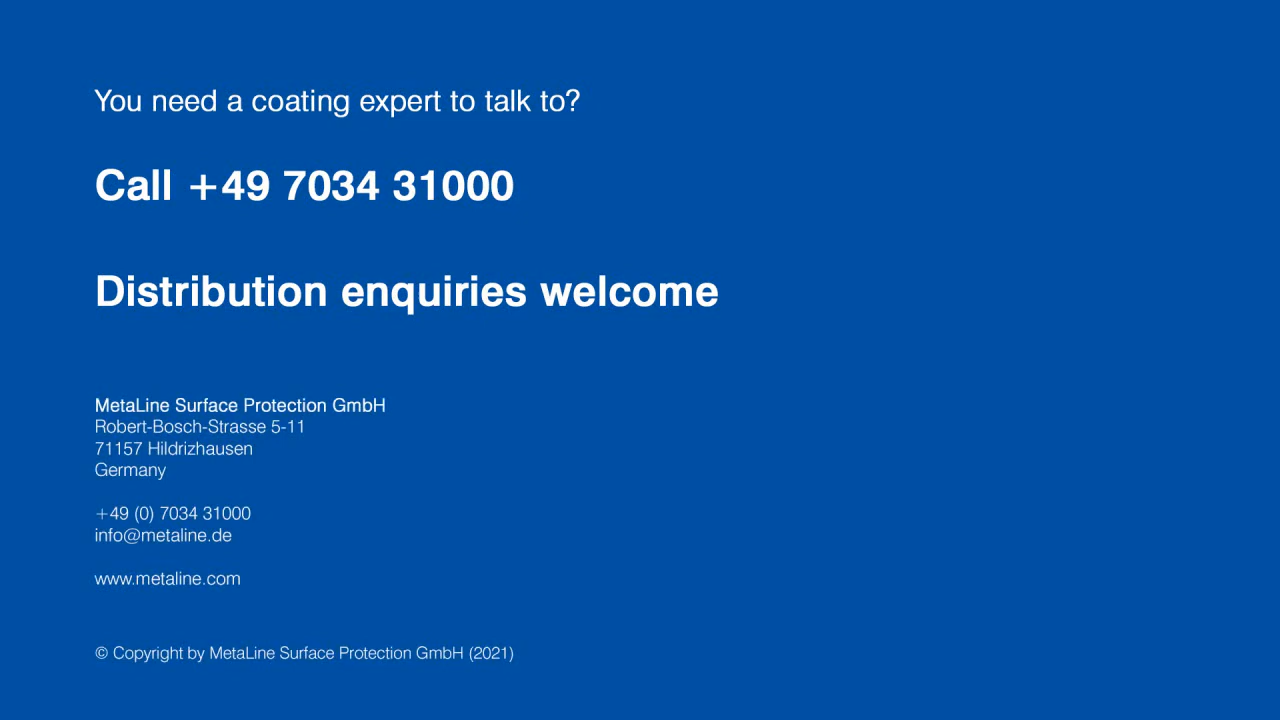 You need a coating expert to talk to?
Call +49 7034 31000
Distribution enquiries welcome
MetaLine Surface Protection GmbH
Robert-Bosch-Strasse 5-11
71157 Hildrizhausen
Germany
+49 (0) 7034 31000
info@metaline.de
www.metaline.com
© Copyright by MetaLine Surface Protection GmbH (2021)